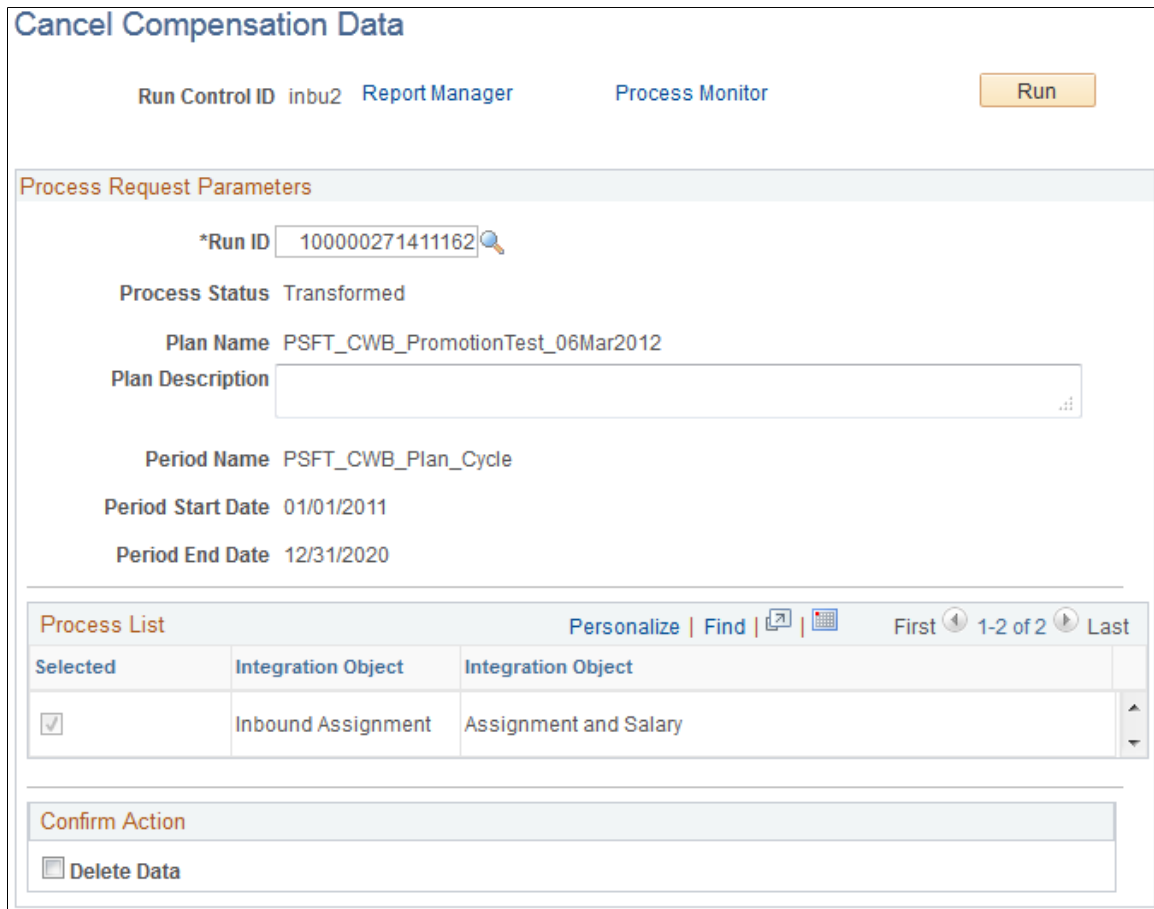 Cancel Compensation Data
Run Control ID inbu2 Report Manager Process Monitor Run
Process Request Parameters
*Run ID 100000271411162
Process Status Transformed
Plan Name PSFT_CWB_PromotionTest_06Mar2012
Plan Description
Period Name PSFT_CWB_Plan_Cycle
Period Start Date 01/01/2011
Period End Date 12/31/2020
Process List Personalize | Find | | First 1-2 of 2 Last
Selected Integration Object Integration Object
Inbound Assignment Assignment and Salary
Confirm Action
Delete Data